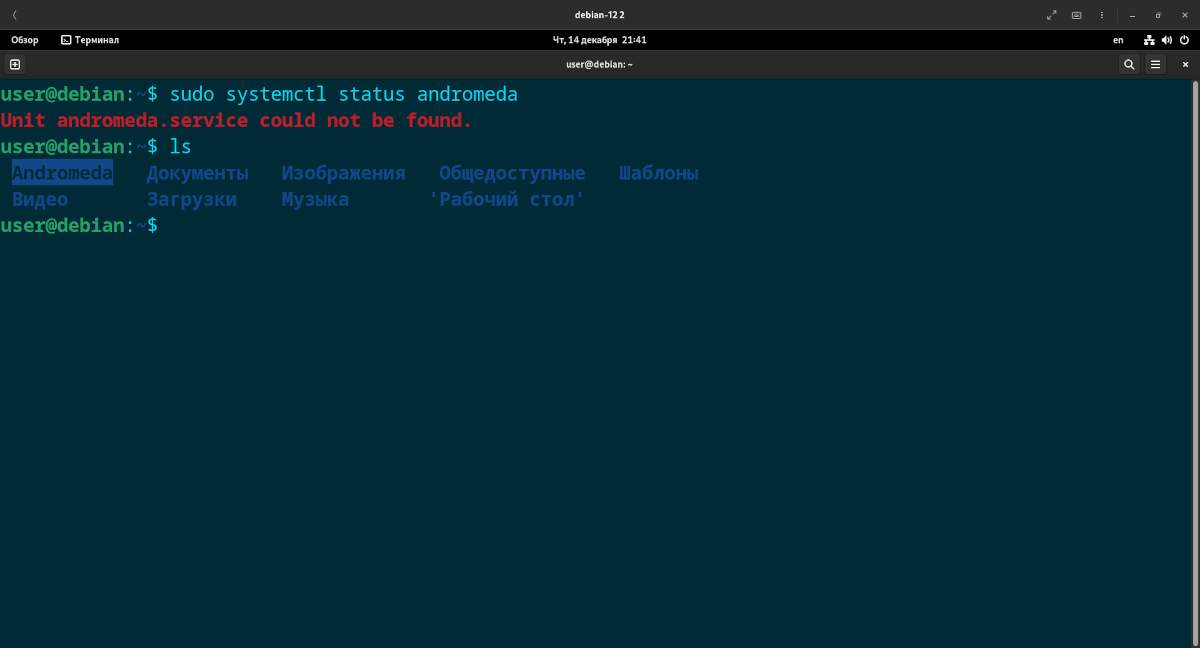 debian-12 2
Обзор Терминал Чт, 14 декабря 21:41 en
user@debian: ~
user@debian:~$ sudo systemctl status andromeda
Unit andromeda.service could not be found.
user@debian:~$ ls
Andromeda Документы Изображения Общедоступные Шаблоны
Видео Загрузки Музыка 'Рабочий стол'
user@debian:~$